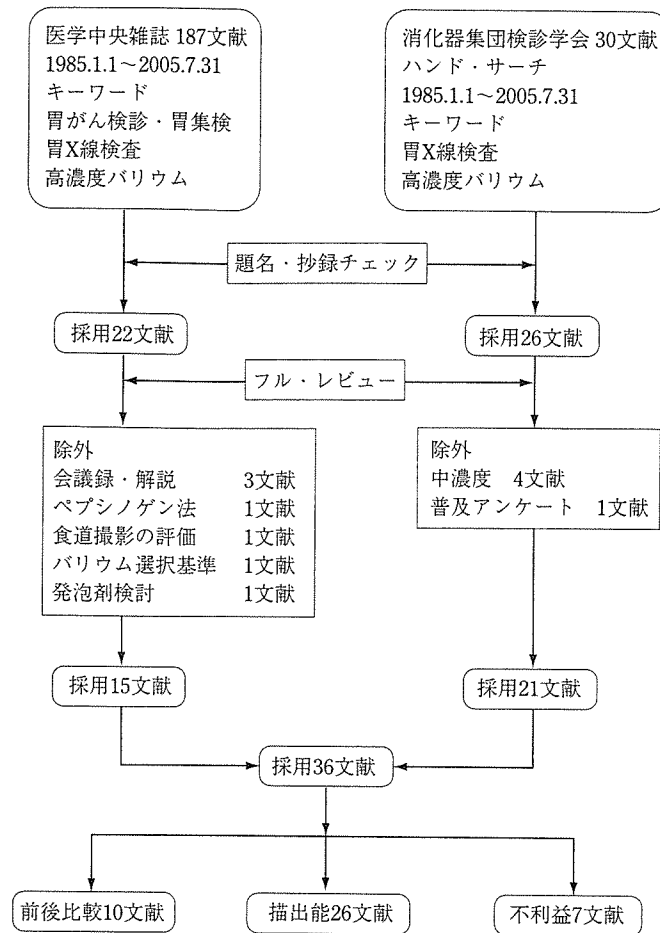 医学中央雑誌 187文献
1985.1.1～2005.7.31
キーワード
胃がん検診・胃集検
胃X線検査
高濃度バリウム
消化器集団検診学会 30文献
ハンド・サーチ
1985.1.1～2005.7.31
キーワード
胃X線検査
高濃度バリウム
題名・抄録チェック
採用22文献
採用26文献
フル・レビュー
除外
会議録・解説 3文献
ペプシノゲン法 1文献
食道撮影の評価 1文献
バリウム選択基準 1文献
発泡剤検討 1文献
除外
中濃度 4文献
普及アンケート 1文献
採用15文献
採用21文献
採用36文献
前後比較10文献
描出能26文献
不利益7文献